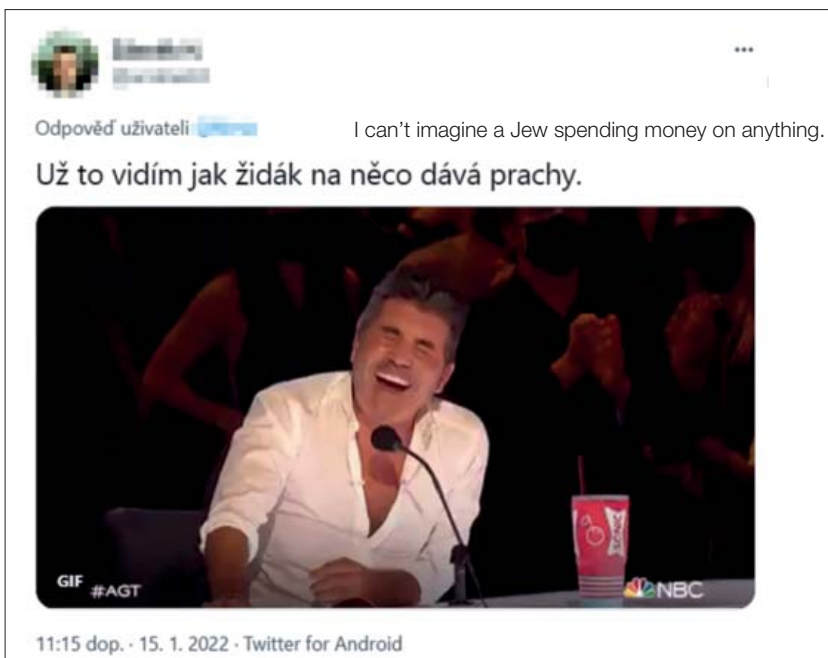 Odpověď uživateli
I can't imagine a Jew spending money on anything.
Už to vidím jak židák na něco dává prachy.
SONIC
GIF #AGT
NBC
11:15 dop. · 15. 1. 2022 · Twitter for Android